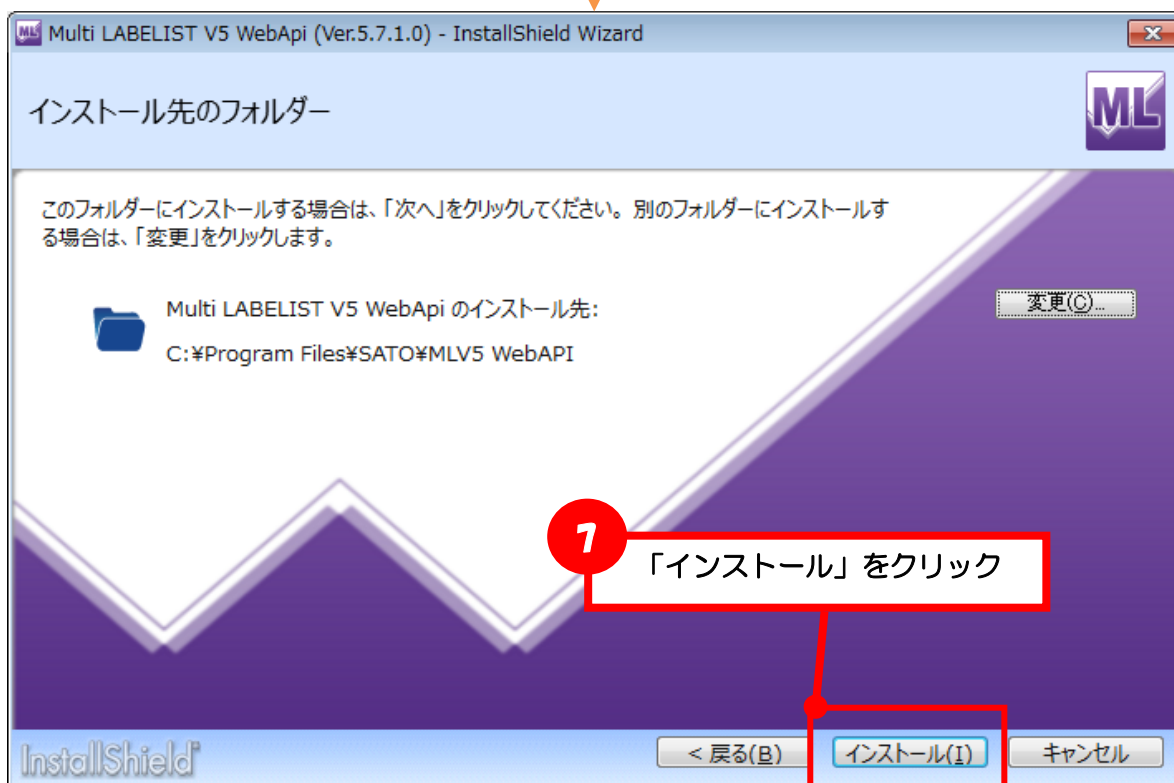 Multi LABELIST V5 WebApi (Ver.5.7.1.0) - InstallShield Wizard
インストール先のフォルダー
ML
このフォルダーにインストールする場合は、「次へ」をクリックしてください。別のフォルダーにインストールす
る場合は、「変更」をクリックします。
Multi LABELIST V5 WebApi のインストール先:
変更(C)...
C:¥Program Files¥SATO¥MLV5 WebAPI
7
「インストール」をクリック
InstallShield
< 戻る(B)
インストール(I)
キャンセル